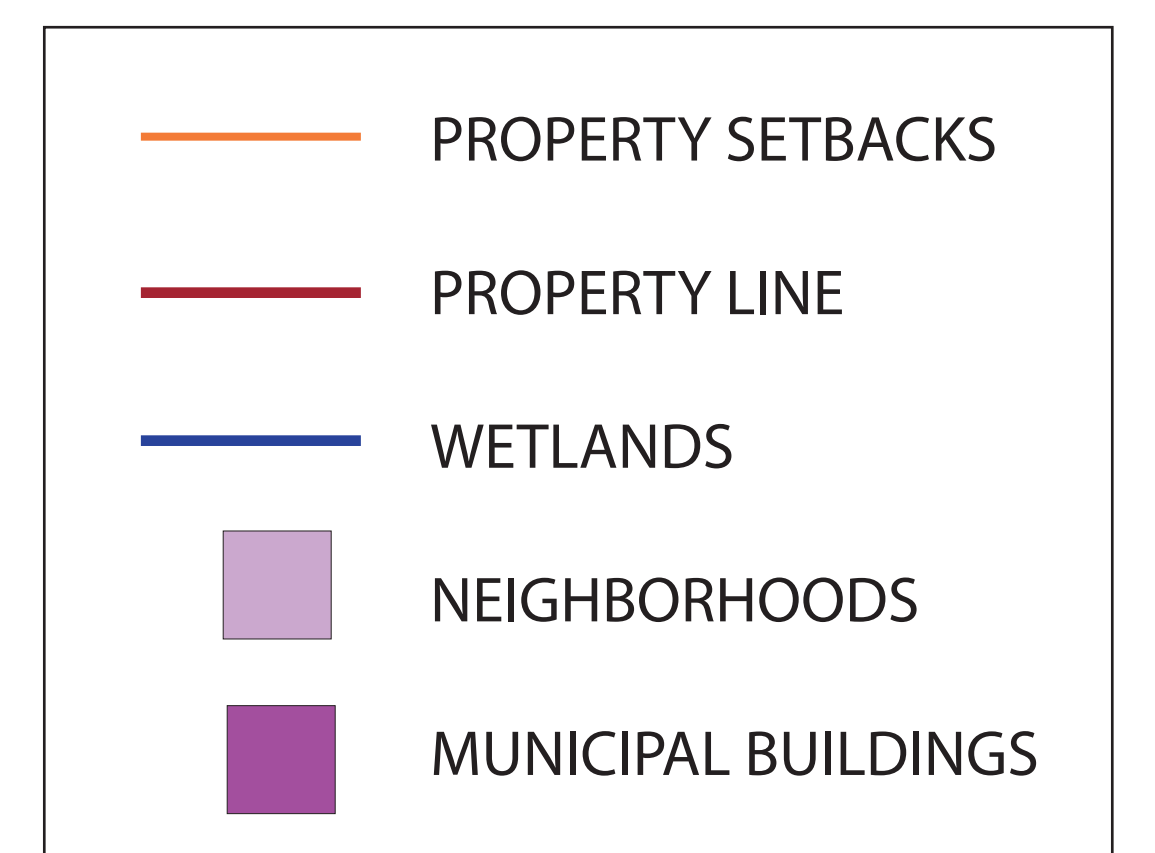 PROPERTY SETBACKS
PROPERTY LINE
WETLANDS
NEIGHBORHOODS
MUNICIPAL BUILDINGS